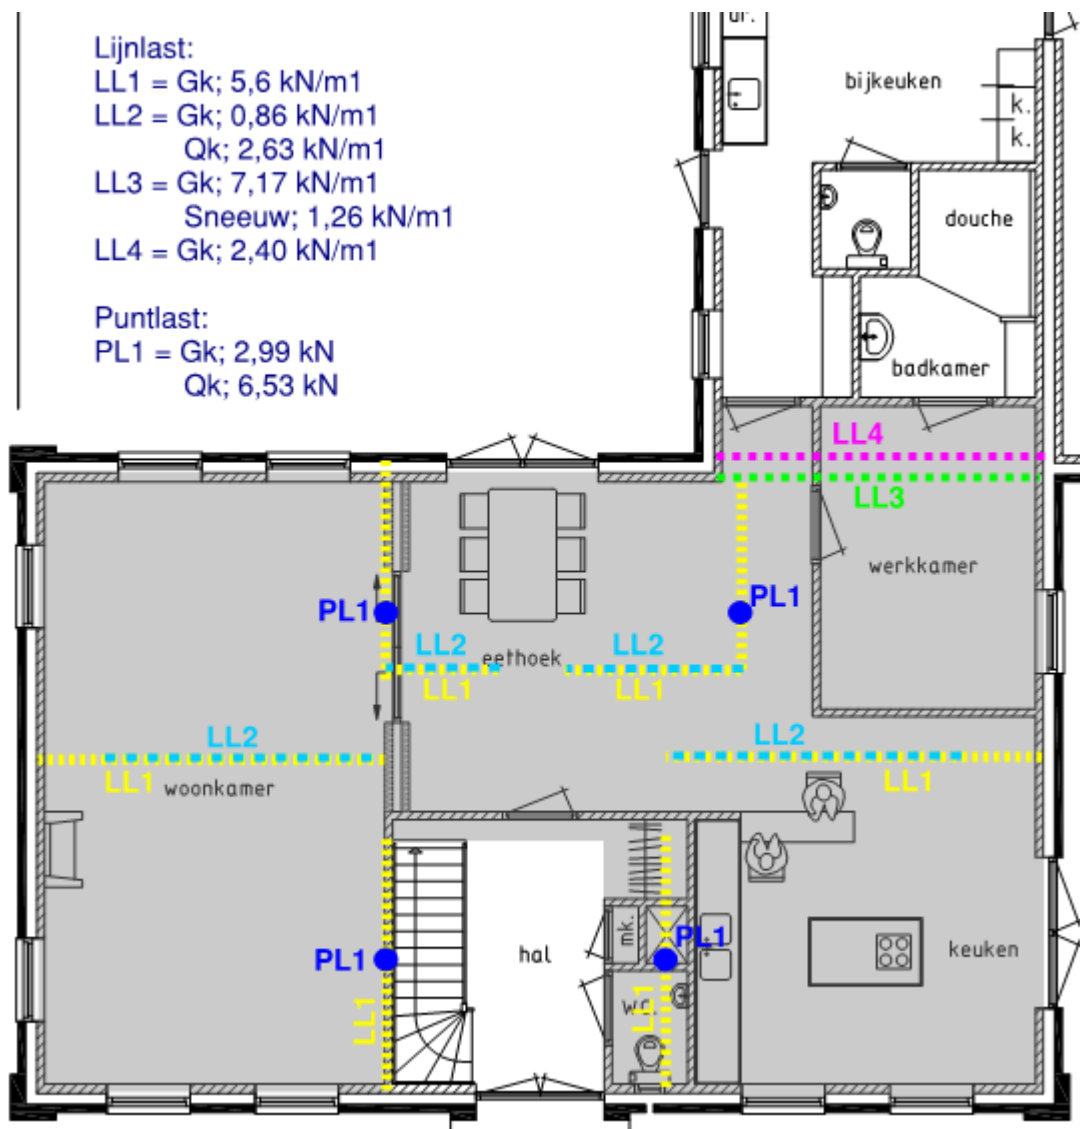 Lijnlast:
LL1 = Gk; 5,6 kN/m1
LL2 = Gk; 0,86 kN/m1
Qk; 2,63 kN/m1
LL3 = Gk; 7,17 kN/m1
Sneeuw; 1,26 kN/m1
LL4 = Gk; 2,40 kN/m1
Puntlast:
PL1 = Gk; 2,99 kN
Qk; 6,53 kN
dr.
bijkeuken
k.
k.
douche
badkamer
LL4
LL3
werkkamer
PL1
PL1
LL2
eethoek
LL2
LL1
LL1
LL2
LL2
LL1
woonkamer
LL1
mk.
PL1
PL1
hal
keuken
LL1
WC
LL1